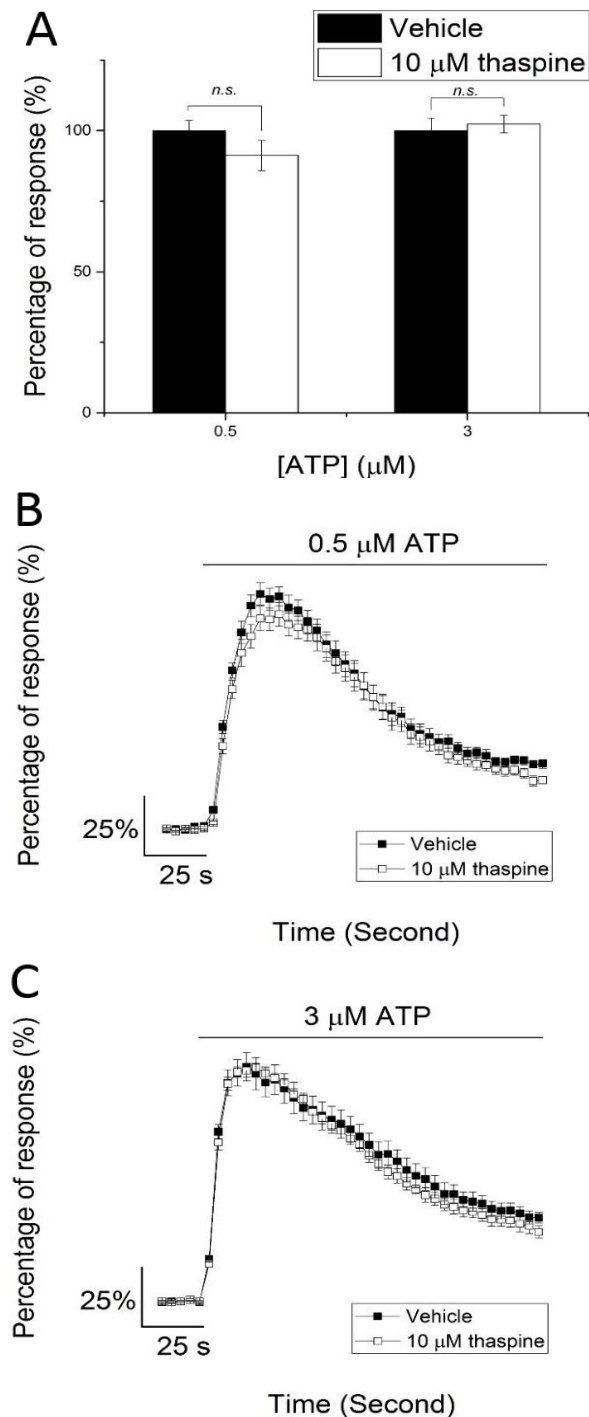 A
Vehicle
10 μM thaspine
n.s.
n.s.
Percentage of response (%)
100
50
0
0.5
3
[ATP] (μM)
B
0.5 μM ATP
Percentage of response (%)
25%
25 s
Vehicle
10 μM thaspine
Time (Second)
C
3 μM ATP
Percentage of response (%)
25%
25 s
Vehicle
10 μM thaspine
Time (Second)